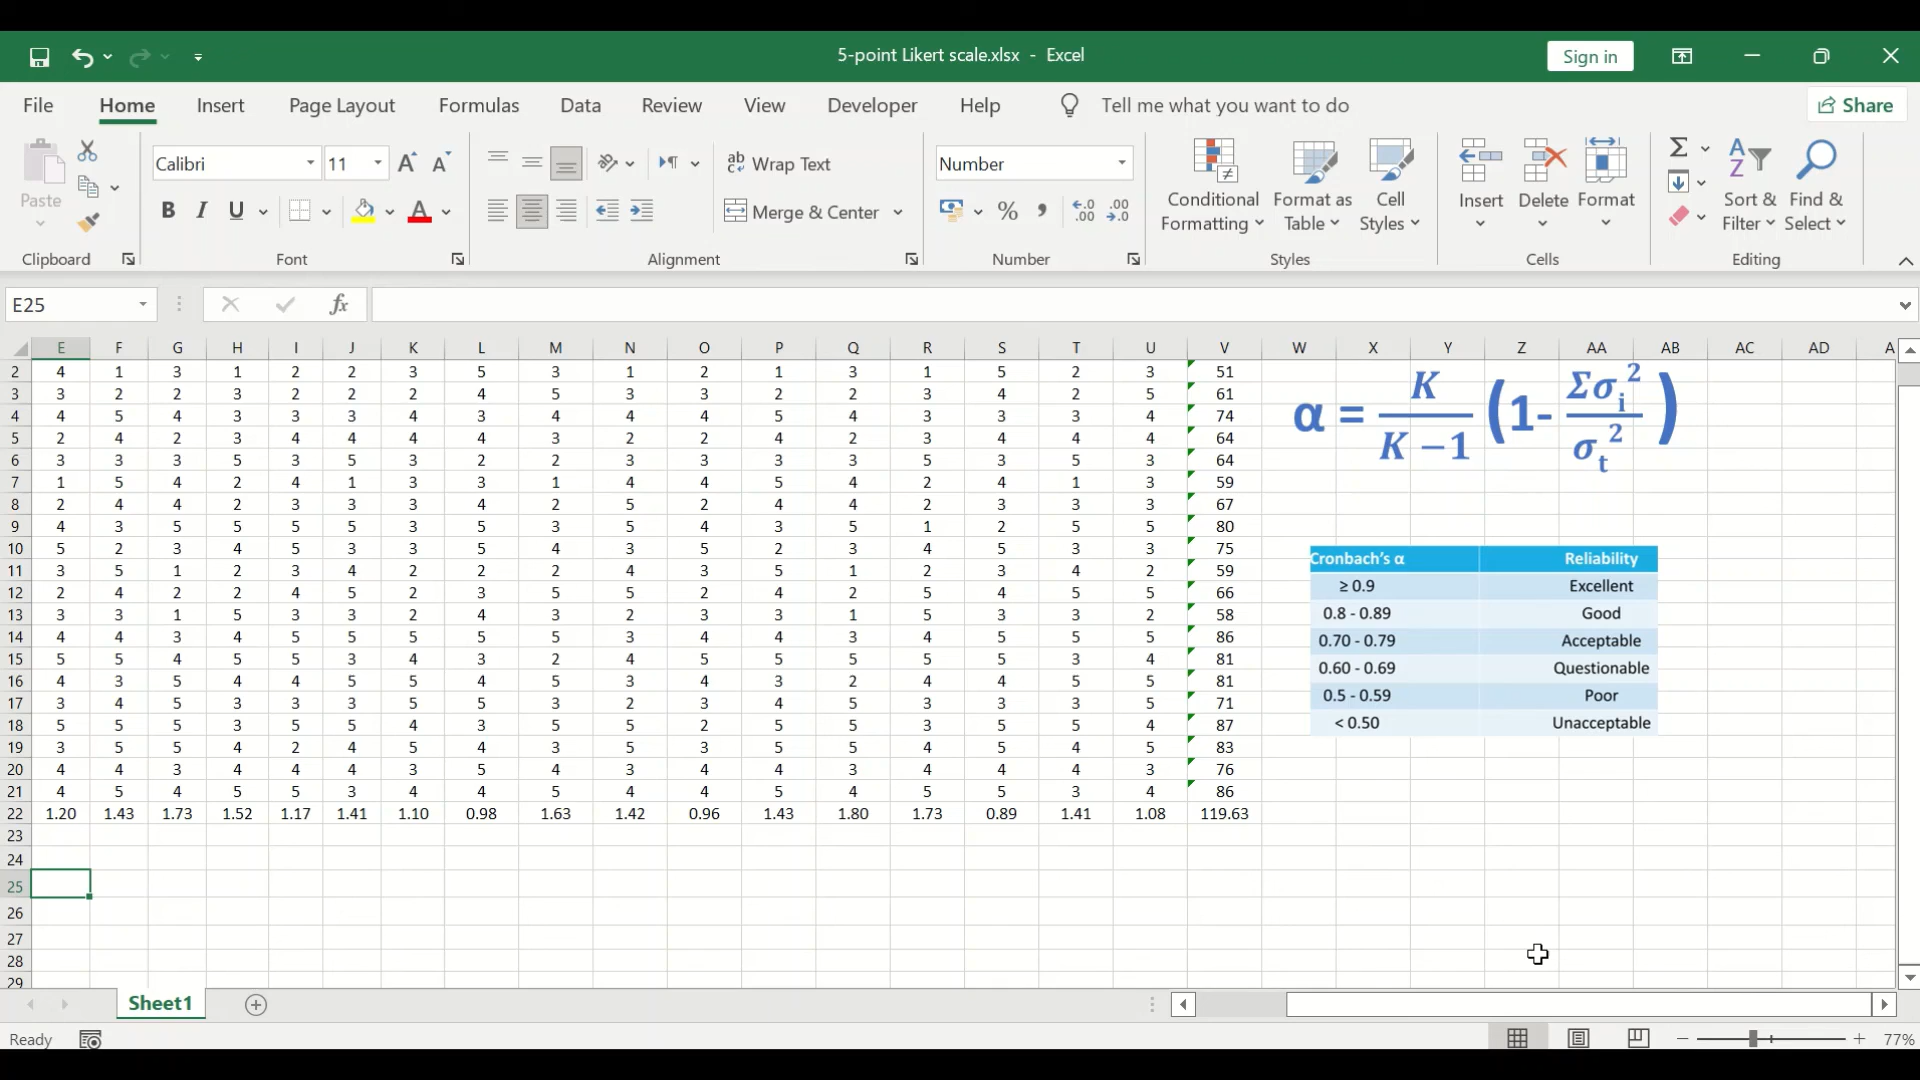 5-point Likert scale.xlsx - Excel
Sign in
File Home Insert Page Layout Formulas Data Review View Developer Help Tell me what you want to do Share
Paste
Calibri 11 A A
ab Wrap Text
Number
B I U A
Merge & Center
% , .00 .00
Conditional Formatting
Format as Table
Cell Styles
Insert Delete Format
Σ
Sort & Filter
Find & Select
Clipboard Font Alignment Number Styles Cells Editing
E25 fx
E F G H I J K L M N O P Q R S T U V W X Y Z AA AB AC AD A
2 4 1 3 1 2 2 3 5 3 1 2 1 3 1 5 2 3 51
3 3 2 2 3 2 2 2 4 5 3 3 2 2 3 4 2 5 61
4 4 5 4 3 3 3 4 3 4 4 4 5 4 3 3 3 4 74
5 2 4 2 3 4 4 4 4 3 2 2 4 2 3 4 4 4 64
6 3 3 3 5 3 5 3 2 2 3 3 3 3 5 3 5 3 64
7 1 5 4 2 4 1 3 3 1 4 4 5 4 2 4 1 3 59
8 2 4 4 2 3 3 3 4 2 5 2 4 4 2 3 3 3 67
9 4 3 5 5 5 5 3 5 3 5 4 3 5 1 2 5 5 80
10 5 2 3 4 5 3 3 5 4 3 5 2 3 4 5 3 3 75
11 3 5 1 2 3 4 2 2 2 4 3 5 1 2 3 4 2 59
12 2 4 2 2 4 5 2 3 5 5 2 4 2 5 4 5 5 66
13 3 3 1 5 3 3 2 4 3 2 3 3 1 5 3 3 2 58
14 4 4 3 4 5 5 5 5 5 3 4 4 3 4 5 5 5 86
15 5 5 4 5 5 3 4 3 2 4 5 5 5 5 5 3 4 81
16 4 3 5 4 4 5 5 4 5 3 4 3 2 4 4 5 5 81
17 3 4 5 3 3 3 5 5 3 2 3 4 5 3 3 3 5 71
18 5 5 5 3 5 5 4 3 5 5 2 5 5 3 5 5 4 87
19 3 5 5 4 2 4 5 4 3 5 3 5 5 4 5 4 5 83
20 4 4 3 4 4 4 3 5 4 3 4 4 3 4 4 4 3 76
21 4 5 4 5 5 3 4 4 5 4 4 5 4 5 5 3 4 86
22 1.20 1.43 1.73 1.52 1.17 1.41 1.10 0.98 1.63 1.42 0.96 1.43 1.80 1.73 0.89 1.41 1.08 119.63
23
24
25
26
27
28
29
α = K / K −1 (1- Σσi² / σt²)
Cronbach's α Reliability
≥ 0.9 Excellent
0.8 - 0.89 Good
0.70 - 0.79 Acceptable
0.60 - 0.69 Questionable
0.5 - 0.59 Poor
< 0.50 Unacceptable
Sheet1
Ready 77%